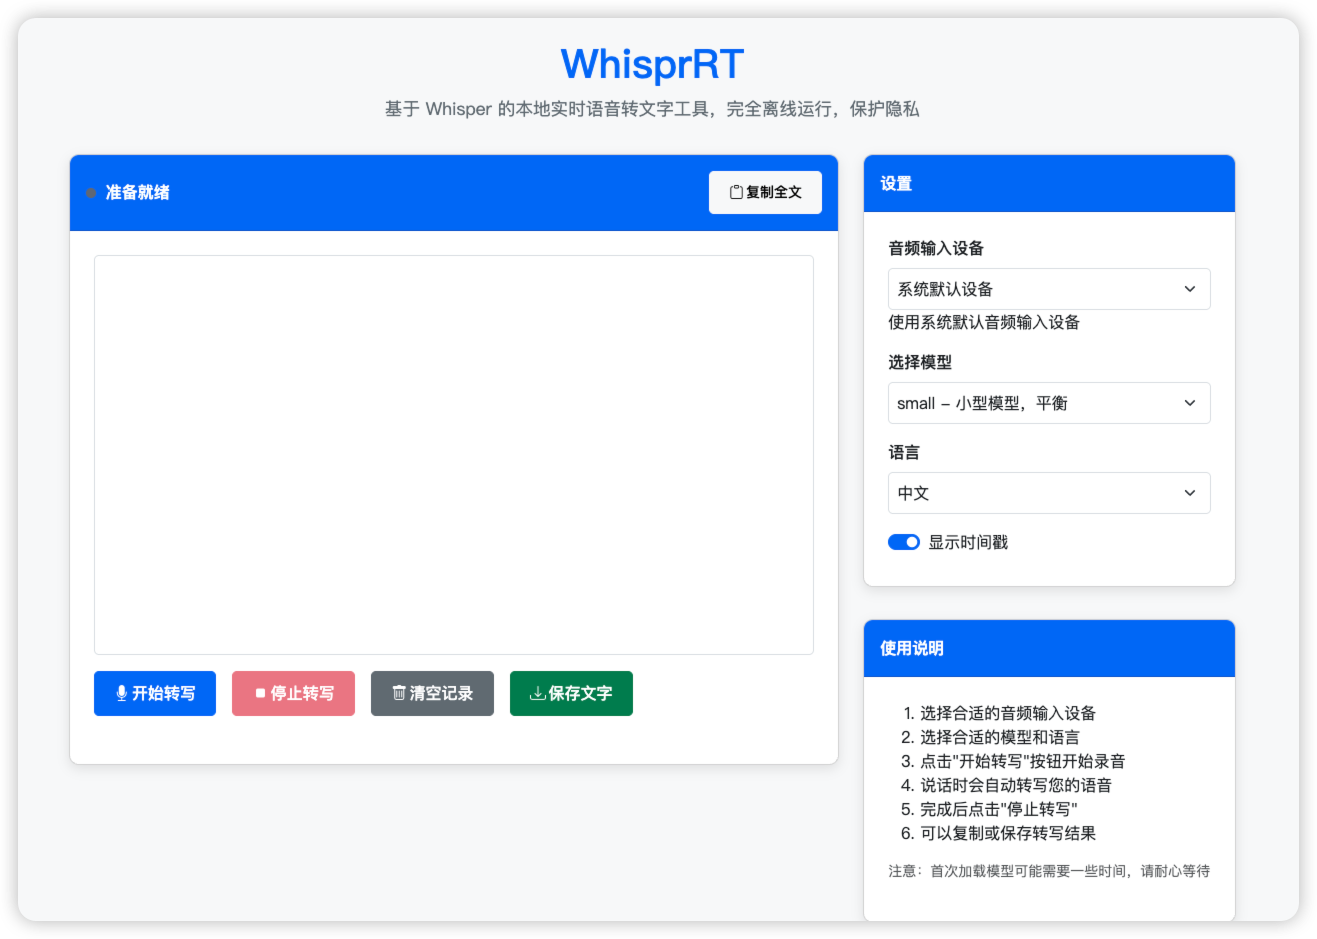 WhisprRT
基于 Whisper 的本地实时语音转文字工具，完全离线运行，保护隐私
准备就绪
复制全文
开始转写
停止转写
清空记录
保存文字
设置
音频输入设备
系统默认设备
使用系统默认音频输入设备
选择模型
small - 小型模型，平衡
语言
中文
显示时间戳
使用说明
1. 选择合适的音频输入设备
2. 选择合适的模型和语言
3. 点击"开始转写"按钮开始录音
4. 说话时会自动转写您的语音
5. 完成后点击"停止转写"
6. 可以复制或保存转写结果
注意：首次加载模型可能需要一些时间，请耐心等待